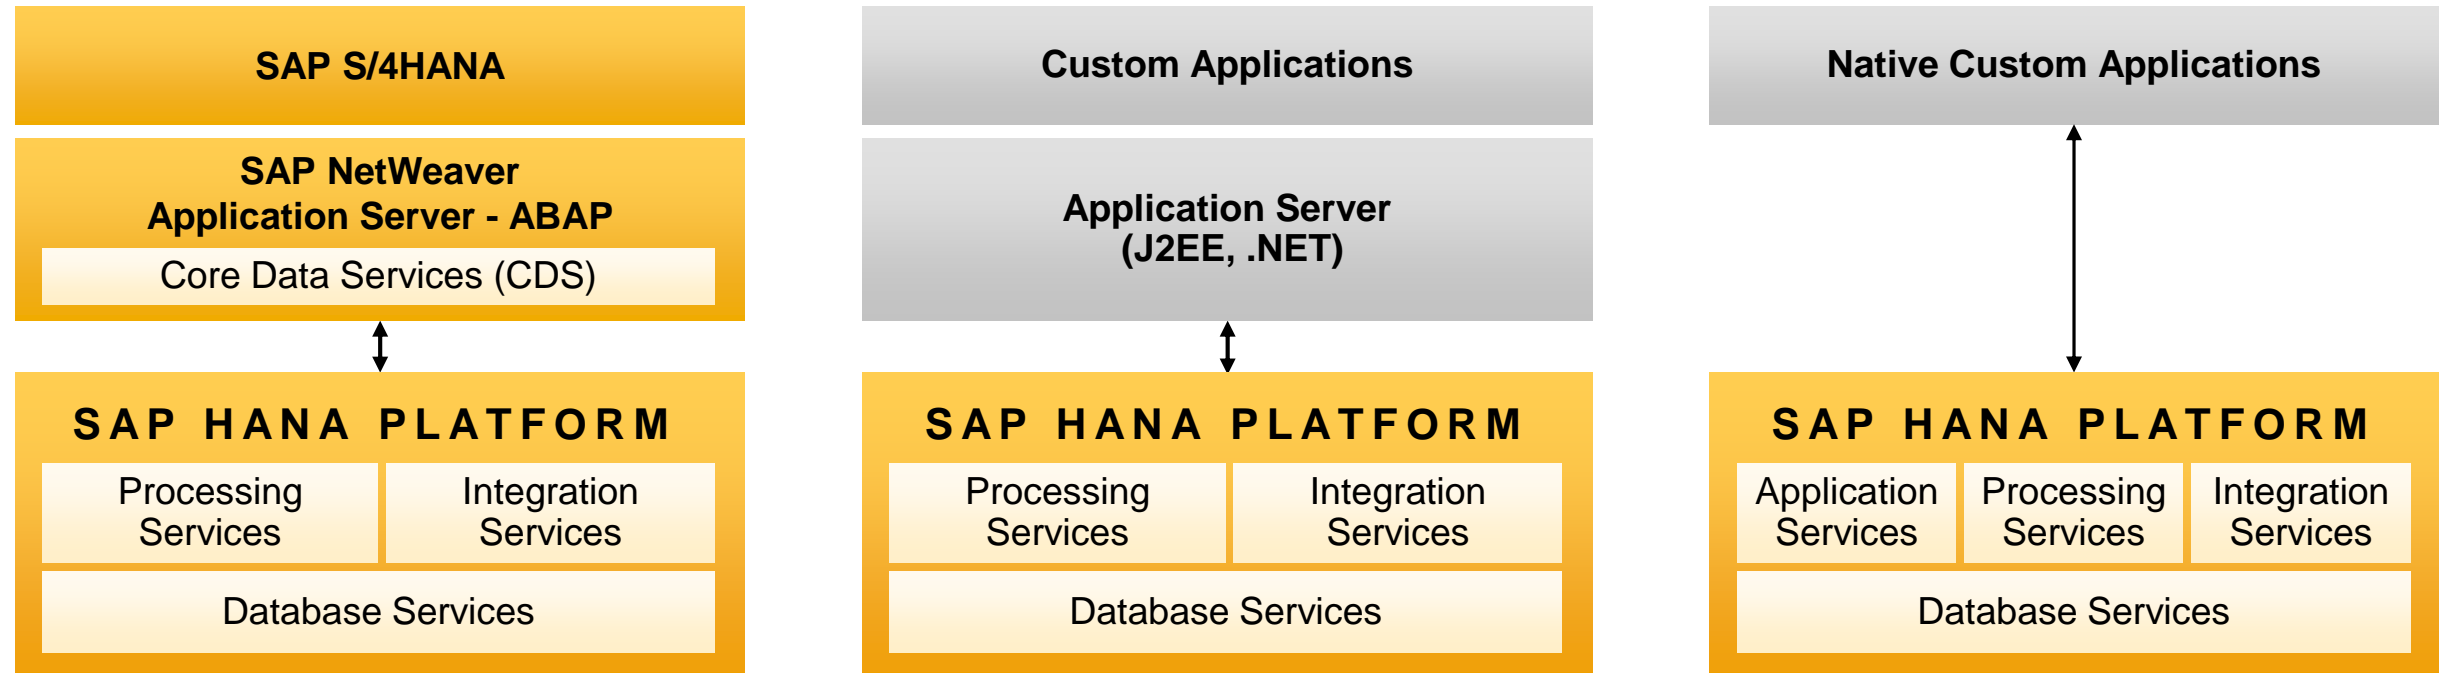 SAP S/4HANA
SAP NetWeaver
Application Server - ABAP
Core Data Services (CDS)
SAP HANA PLATFORM
Processing
Services
Integration
Services
Database Services
Custom Applications
Application Server
(J2EE, .NET)
SAP HANA PLATFORM
Processing
Services
Integration
Services
Database Services
Native Custom Applications
SAP HANA PLATFORM
Application
Services
Processing
Services
Integration
Services
Database Services